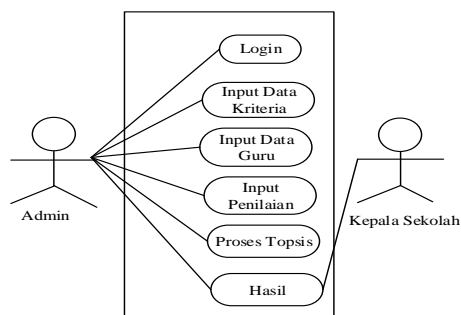 Login
Input Data
Kriteria
Input Data
Guru
Input
Penilaian
Proses Topsis
Hasil
Admin
Kepala Sekolah